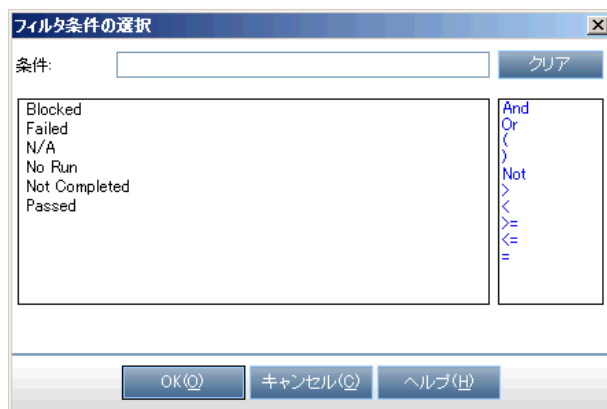 フィルタ条件の選択
条件:
クリア
Blocked
Failed
N/A
No Run
Not Completed
Passed
And
Or
(
)
Not
>
<
>=
<=
=
OK(O)
キャンセル(C)
ヘルプ(H)